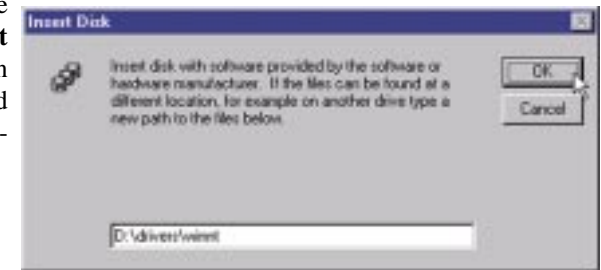 e
t
n
d
-
Insert Disk
Insert disk with software provided by the software or
hardware manufacturer. If the files can be found at a
different location, for example on another drive type a
new path to the files below.
OK
Cancel
D:\drivers\winnt